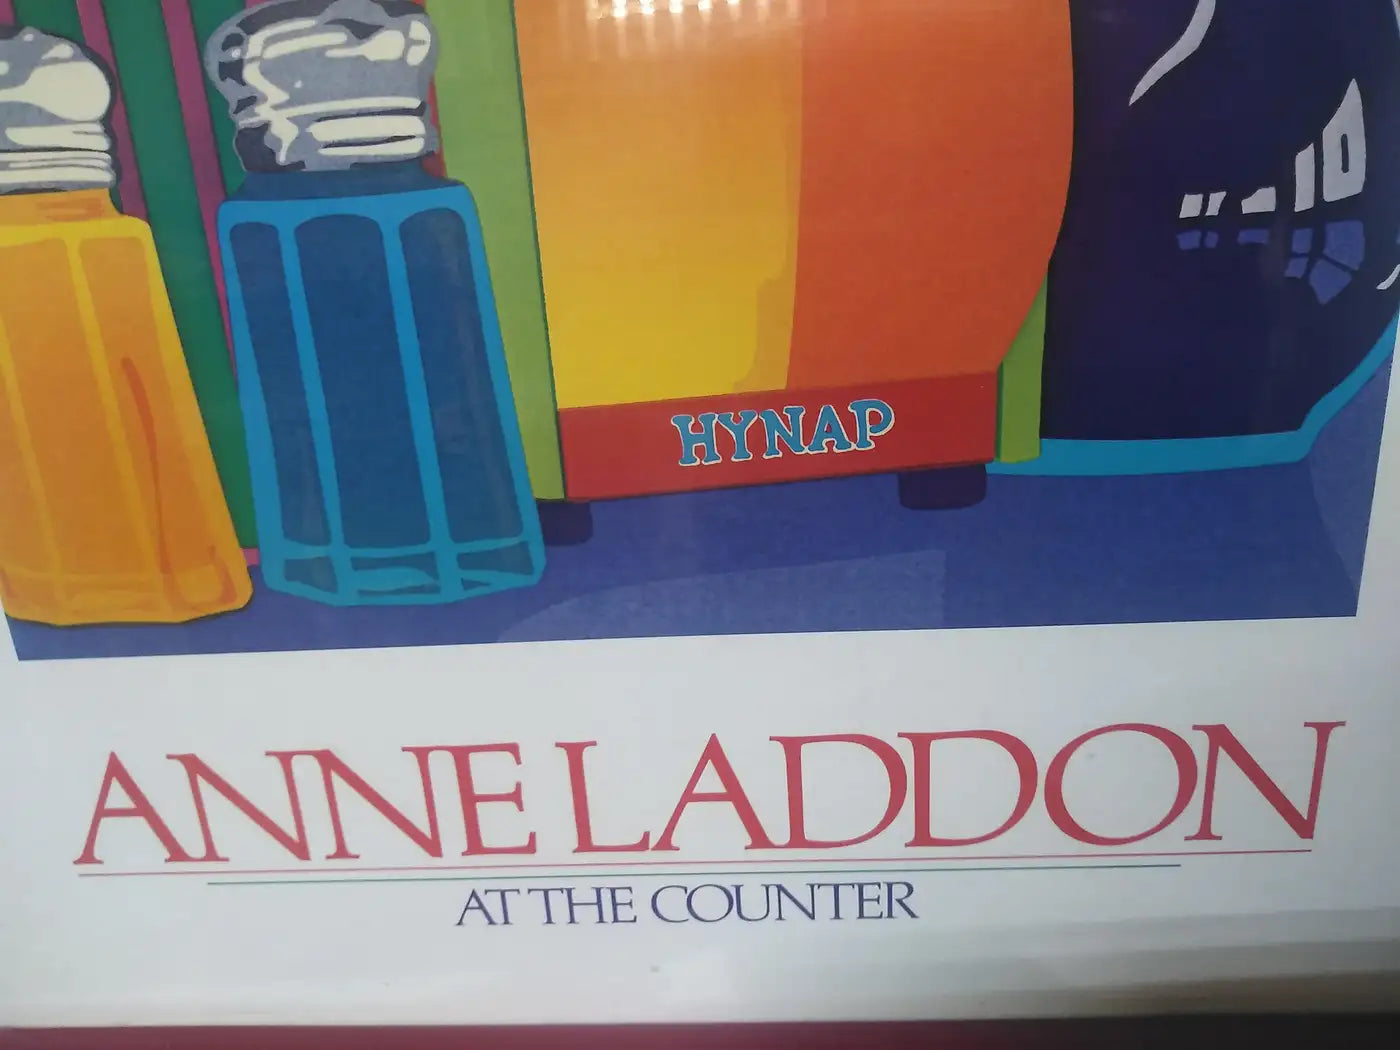 HYNAP
ANNE LADDON
AT THE COUNTER